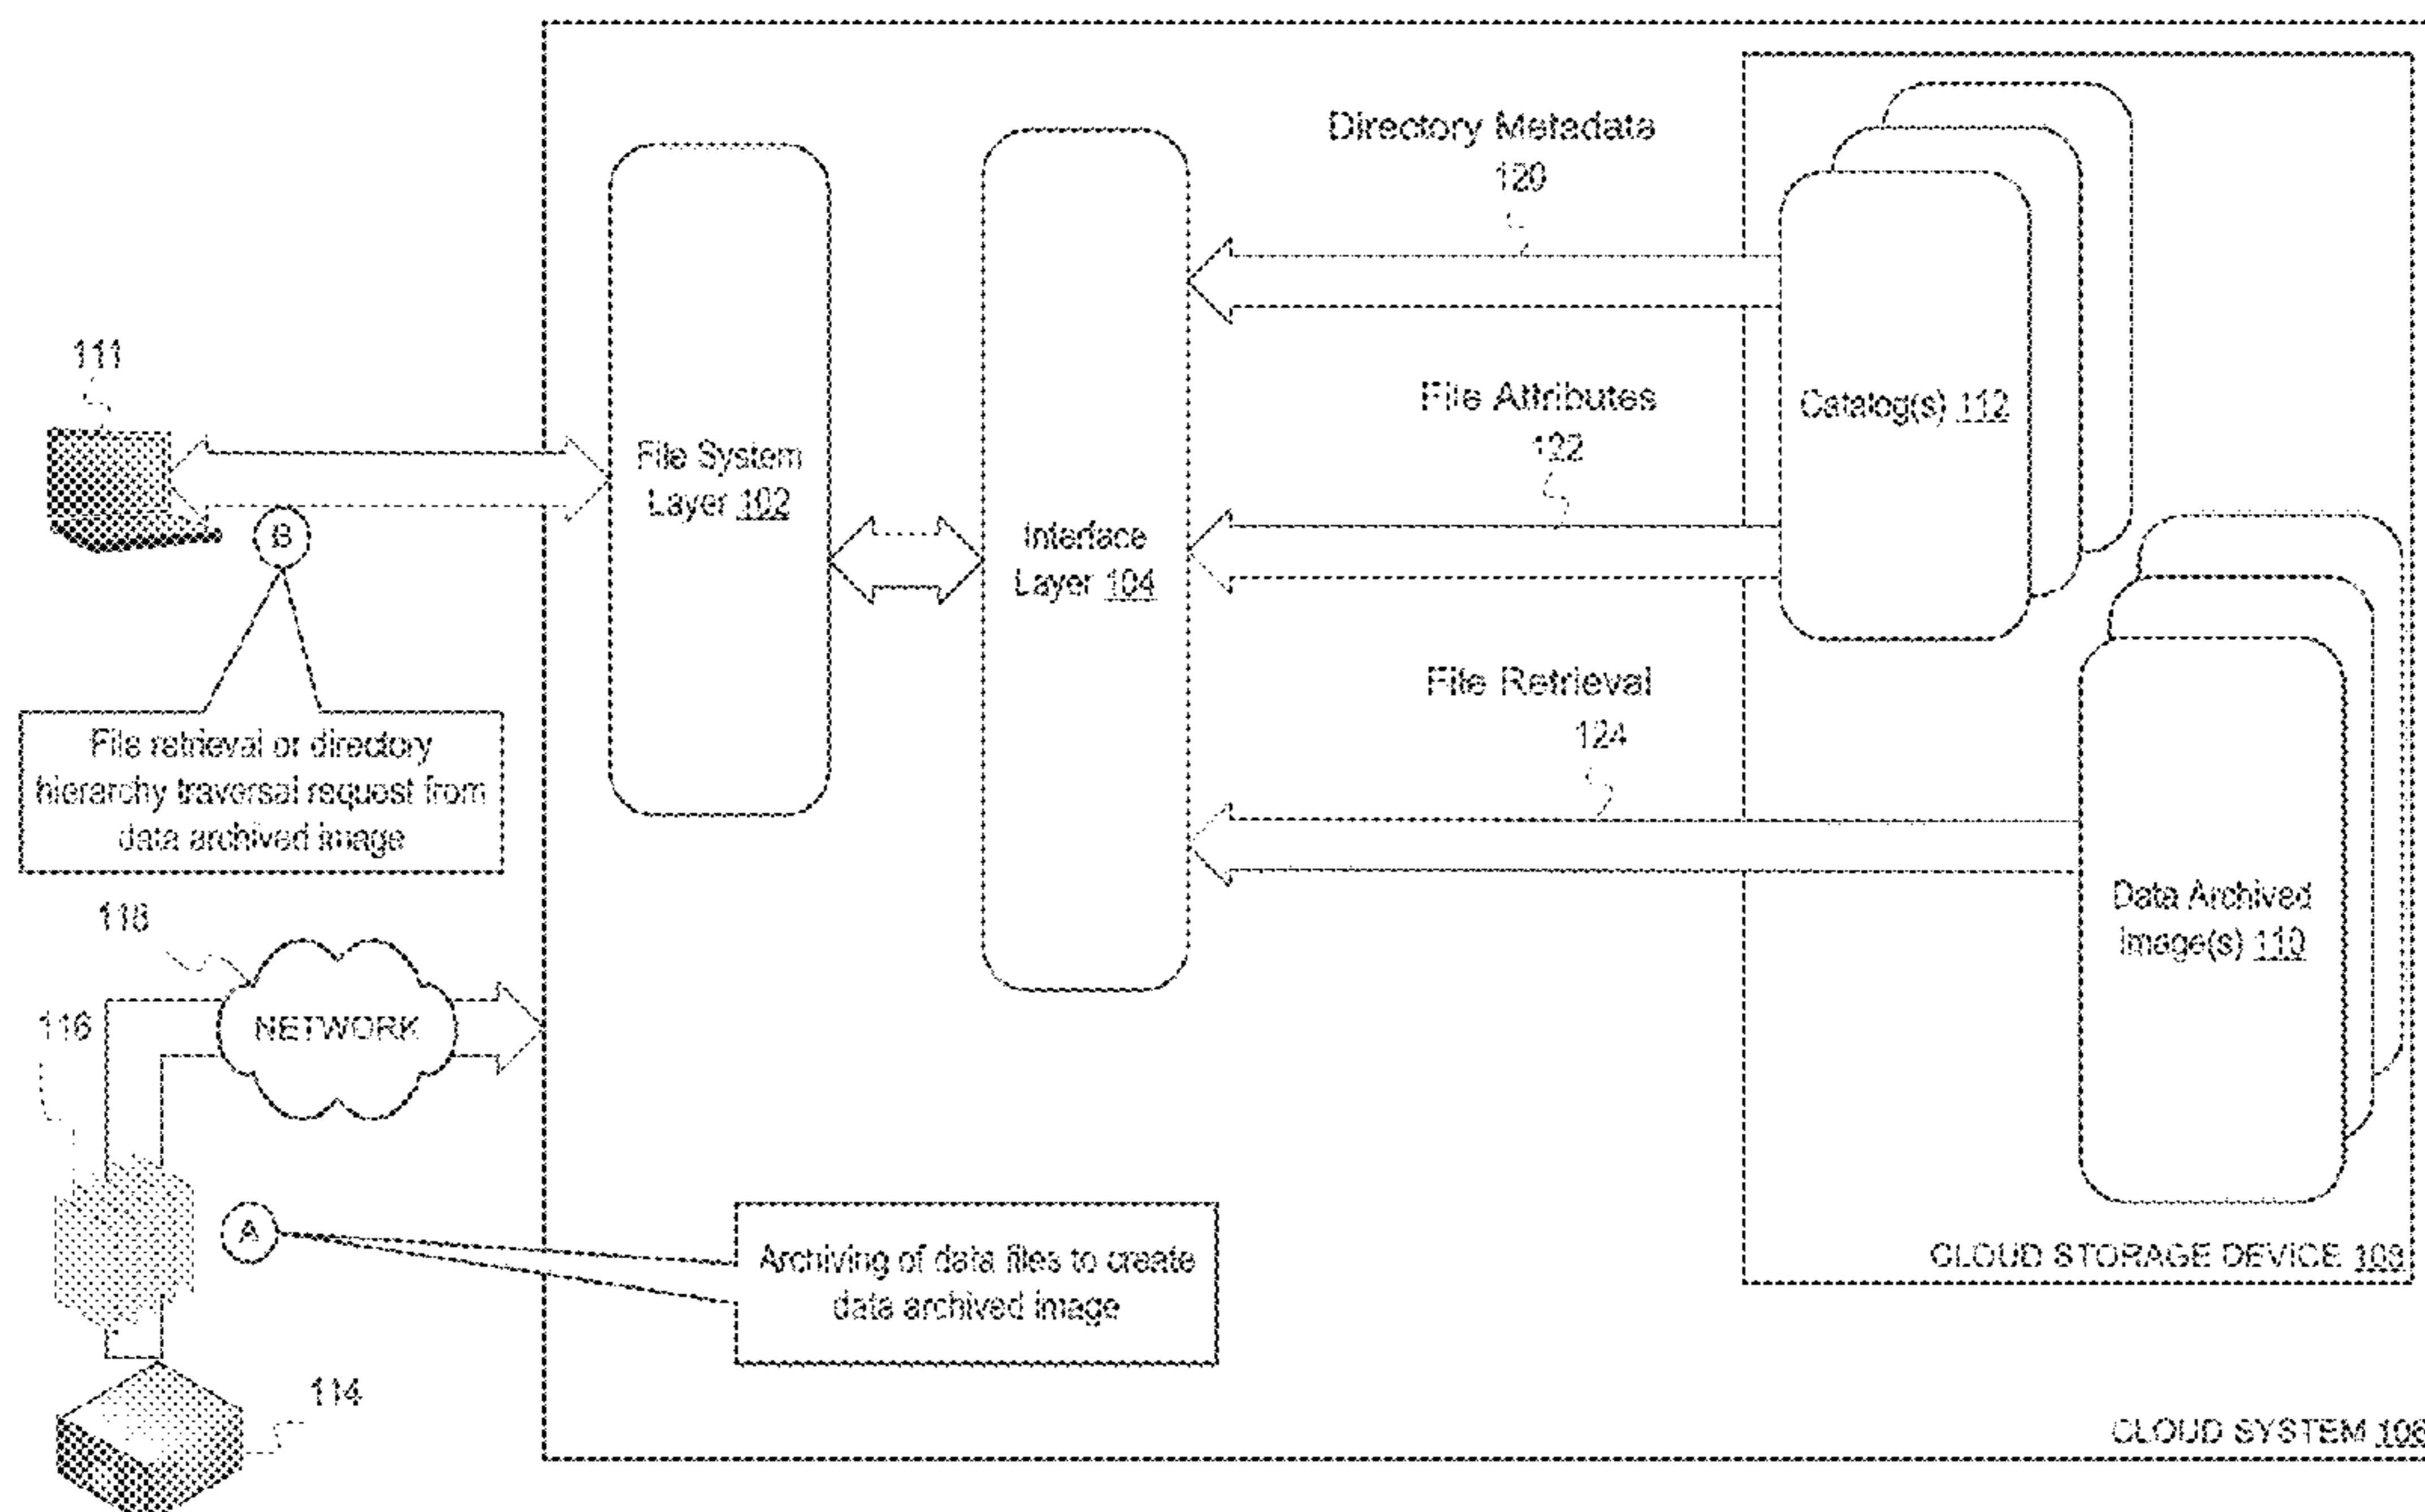 Directory Metadata
120
111
File Attributes
122
Catalog(s) 112
File System
Layer 102
Interface
Layer 104
B
File Retrieval
124
File retrieval or directory
hierarchy traversal request from
data archived image
Data Archived
Image(s) 110
118
116
NETWORK
A
Archiving of data files to create
data archived image
CLOUD STORAGE DEVICE
114
CLOUD SYSTEM